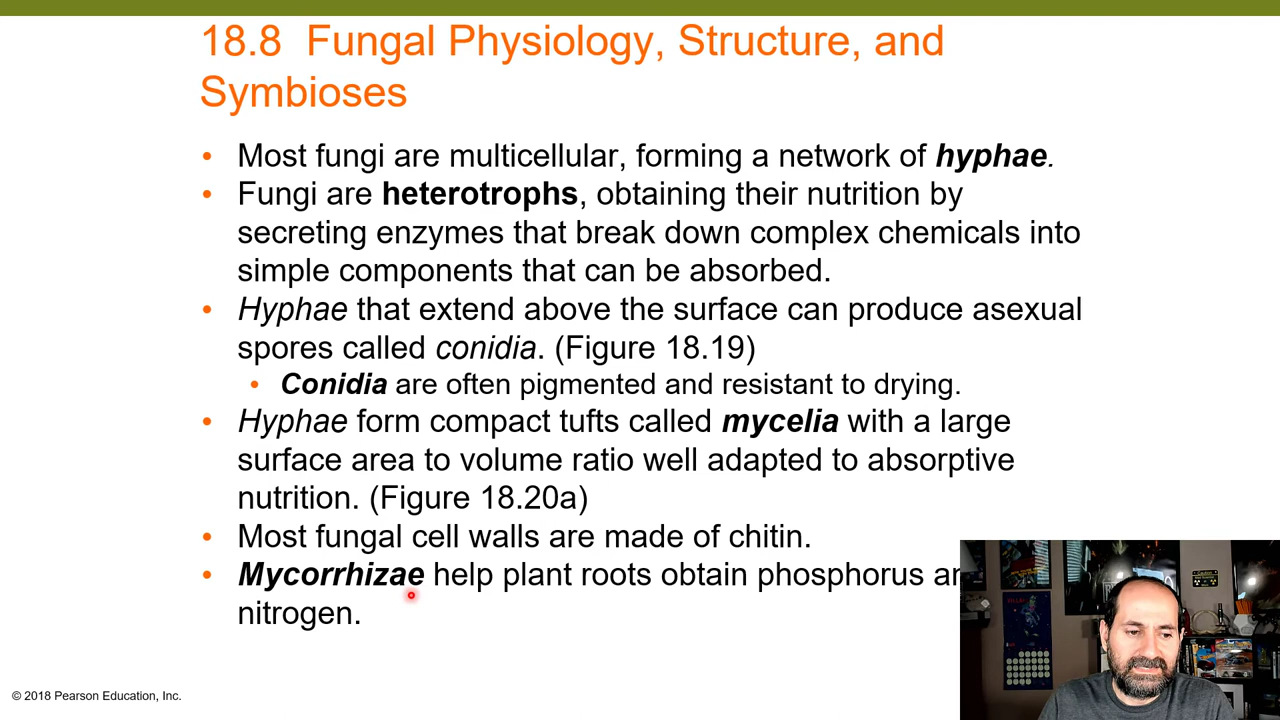 18.8 Fungal Physiology, Structure, and
Symbioses
• Most fungi are multicellular, forming a network of hyphae.
• Fungi are heterotrophs, obtaining their nutrition by
secreting enzymes that break down complex chemicals into
simple components that can be absorbed.
• Hyphae that extend above the surface can produce asexual
spores called conidia. (Figure 18.19)
• Conidia are often pigmented and resistant to drying.
• Hyphae form compact tufts called mycelia with a large
surface area to volume ratio well adapted to absorptive
nutrition. (Figure 18.20a)
• Most fungal cell walls are made of chitin.
• Mycorrhizae help plant roots obtain phosphorus
nitrogen.
© 2018 Pearson Education, Inc.